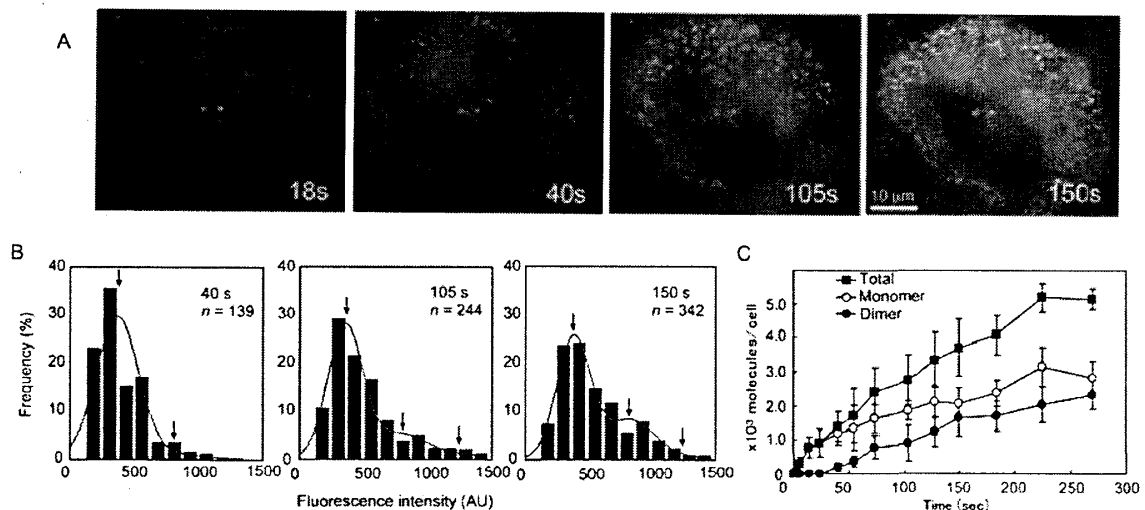 A
18s
40s
105s
10 μm
150s
B
Frequency (%)
40
30
20
10
0
40 s
n = 139
0
500
1000
1500
40
30
20
10
0
105 s
n = 244
0
500
1000
1500
40
30
20
10
0
150 s
n = 342
0
500
1000
1500
Fluorescence intensity (AU)
C
×10³ molecules/cell
5.0
4.0
3.0
2.0
1.0
0
Total
Monomer
Dimer
0
50
100
150
200
250
300
Time (sec)